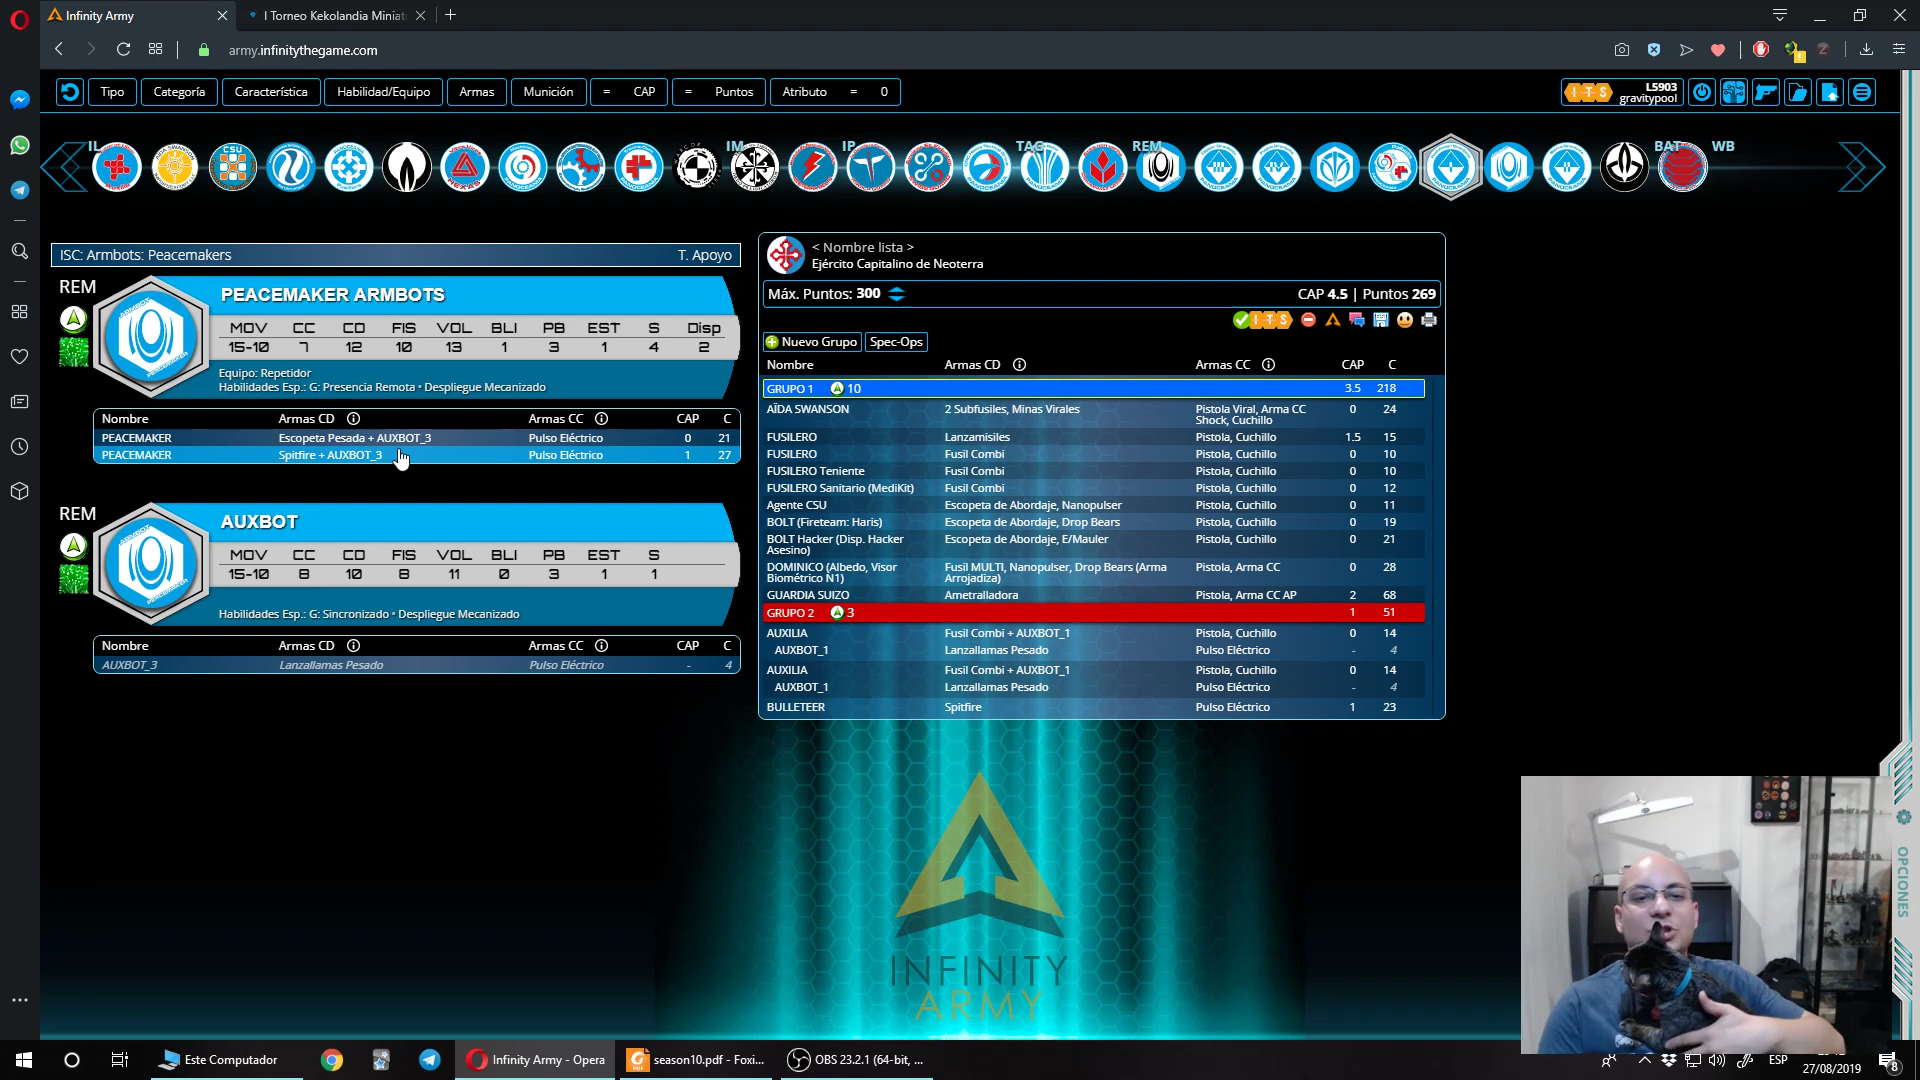 Infinity Army
I Torneo Kekolandia Miniat
army.infinitythegame.com
Tipo
Categoría
Característica
Habilidad/Equipo
Armas
Munición
= CAP
= Puntos
Atributo = 0
ITS
L5903
gravitypool
IL
IM
IP
TAG
REM
BAT
WB
ISC: Armbots: Peacemakers T. Apoyo
REM
PEACEMAKER ARMBOTS
MOV CC CD FIS VOL BLI PB EST S Disp
15-10 7 12 10 13 1 3 1 4 2
Equipo: Repetidor
Habilidades Esp.: G: Presencia Remota • Despliegue Mecanizado
Nombre Armas CD Armas CC CAP C
PEACEMAKER Escopeta Pesada + AUXBOT_3 Pulso Eléctrico 0 21
PEACEMAKER Spitfire + AUXBOT_3 Pulso Eléctrico 1 27
REM
AUXBOT
MOV CC CD FIS VOL BLI PB EST S
15-10 8 10 8 11 0 3 1 1
Habilidades Esp.: G: Sincronizado • Despliegue Mecanizado
Nombre Armas CD Armas CC CAP C
AUXBOT_3 Lanzallamas Pesado Pulso Eléctrico - 4
< Nombre lista >
Ejército Capitalino de Neoterra
Máx. Puntos: 300 CAP 4.5 | Puntos 269
ITS
Nuevo Grupo Spec-Ops
Nombre Armas CD Armas CC CAP C
GRUPO 1 10 3.5 218
AÏDA SWANSON 2 Subfusiles, Minas Virales Pistola Viral, Arma CC Shock, Cuchillo 0 24
FUSILERO Lanzamisiles Pistola, Cuchillo 1.5 15
FUSILERO Fusil Combi Pistola, Cuchillo 0 10
FUSILERO Teniente Fusil Combi Pistola, Cuchillo 0 10
FUSILERO Sanitario (MediKit) Fusil Combi Pistola, Cuchillo 0 12
Agente CSU Escopeta de Abordaje, Nanopulser Pistola, Cuchillo 0 11
BOLT (Fireteam: Haris) Escopeta de Abordaje, Drop Bears Pistola, Cuchillo 0 19
BOLT Hacker (Disp. Hacker Asesino) Escopeta de Abordaje, E/Mauler Pistola, Cuchillo 0 21
DOMINICO (Albedo, Visor Biométrico N1) Fusil MULTI, Nanopulser, Drop Bears (Arma Arrojadiza) Pistola, Arma CC 0 28
GUARDIA SUIZO Ametralladora Pistola, Arma CC AP 2 68
GRUPO 2 3 1 51
AUXILIA Fusil Combi + AUXBOT_1 Pistola, Cuchillo 0 14
AUXBOT_1 Lanzallamas Pesado Pulso Eléctrico - 4
AUXILIA Fusil Combi + AUXBOT_1 Pistola, Cuchillo 0 14
AUXBOT_1 Lanzallamas Pesado Pulso Eléctrico - 4
BULLETEER Spitfire Pulso Eléctrico 1 23
INFINITY
ARMY
OPCIONES
Este Computador
Infinity Army - Opera
season10.pdf - Foxi...
OBS 23.2.1 (64-bit, ...
ESP
27/08/2019
8